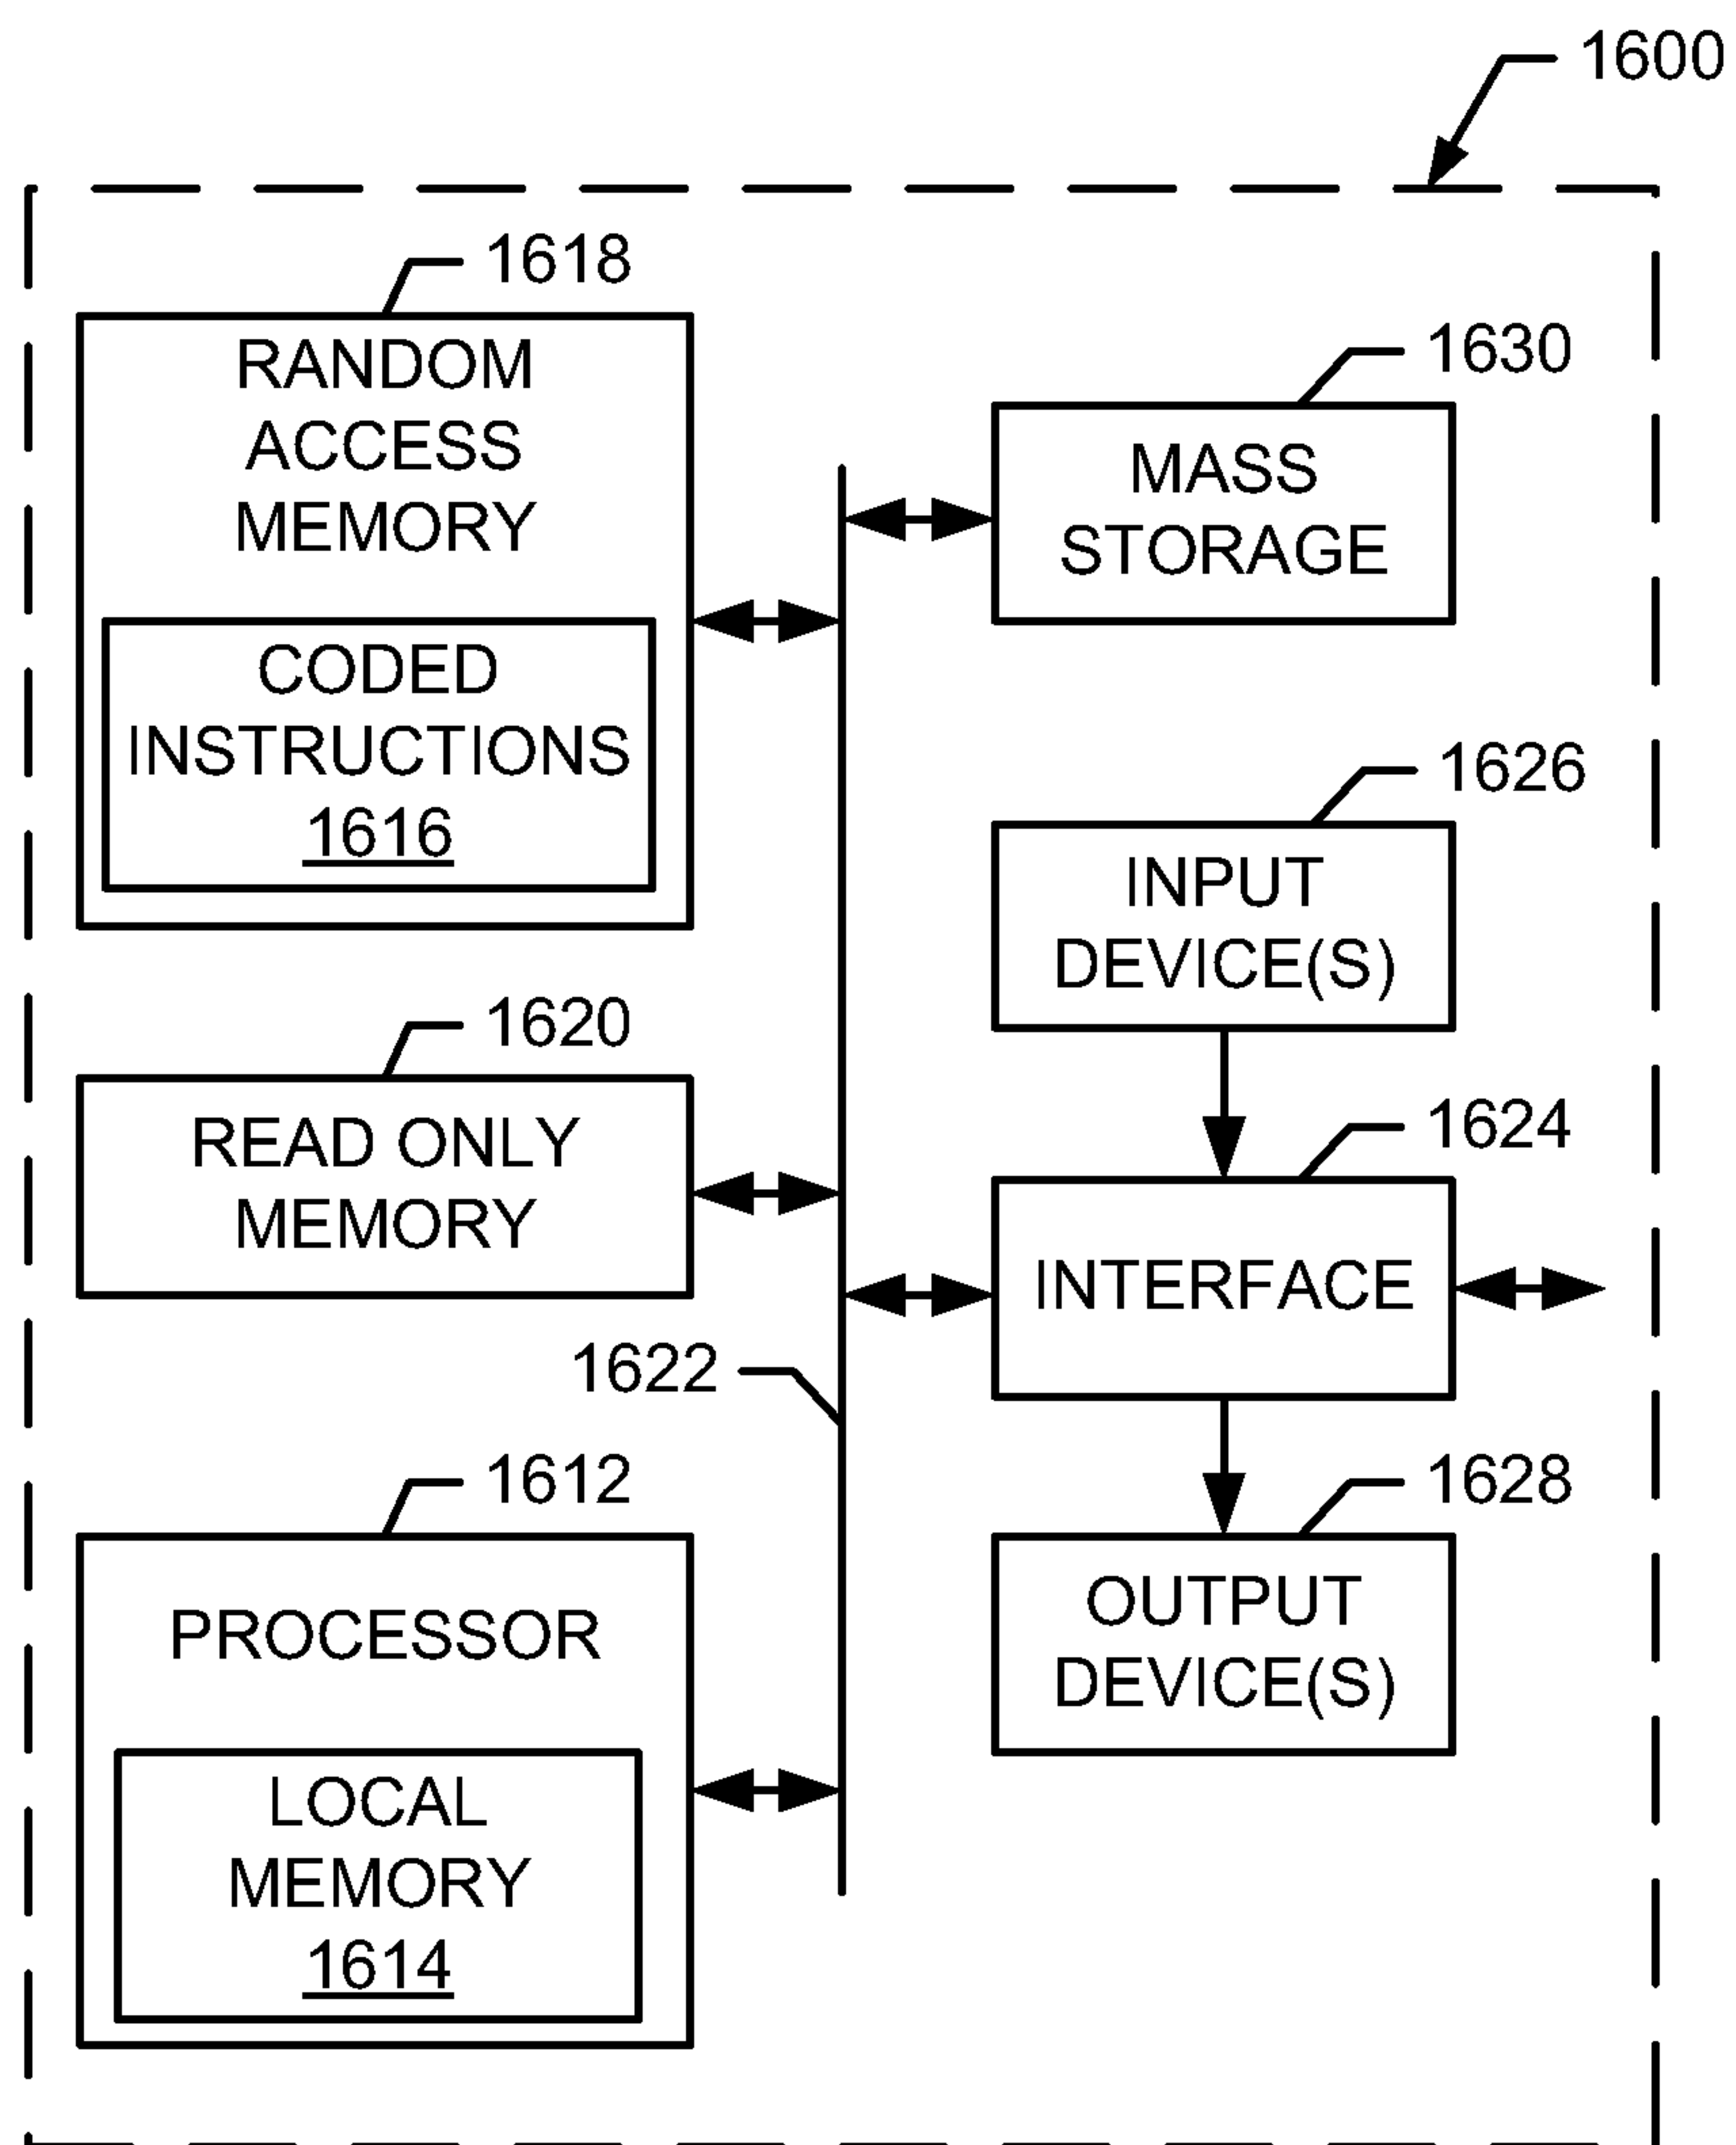 1600
1618
RANDOM
ACCESS
MEMORY
CODED
INSTRUCTIONS
1616
1630
MASS
STORAGE
1626
INPUT
DEVICE(S)
1620
READ ONLY
MEMORY
1624
INTERFACE
1622
1612
PROCESSOR
LOCAL
MEMORY
1614
1628
OUTPUT
DEVICE(S)